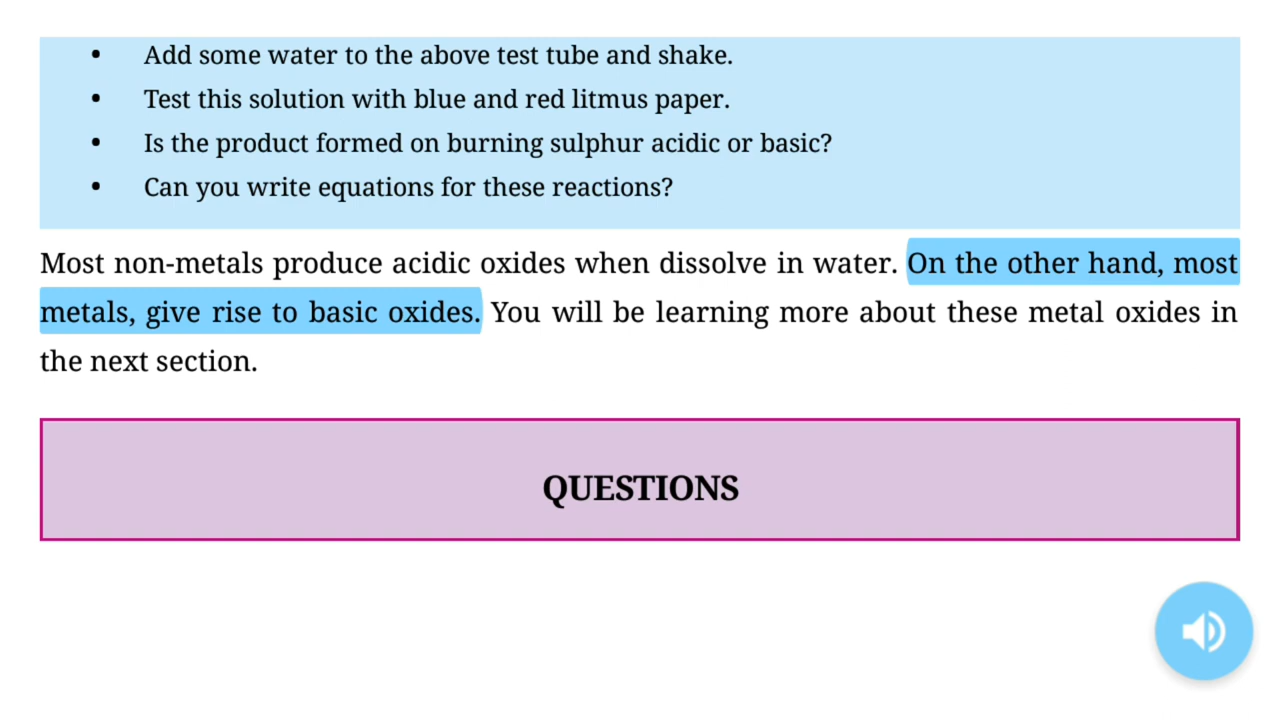 • Add some water to the above test tube and shake.
• Test this solution with blue and red litmus paper.
• Is the product formed on burning sulphur acidic or basic?
• Can you write equations for these reactions?
Most non-metals produce acidic oxides when dissolve in water. On the other hand, most
metals, give rise to basic oxides. You will be learning more about these metal oxides in
the next section.
QUESTIONS